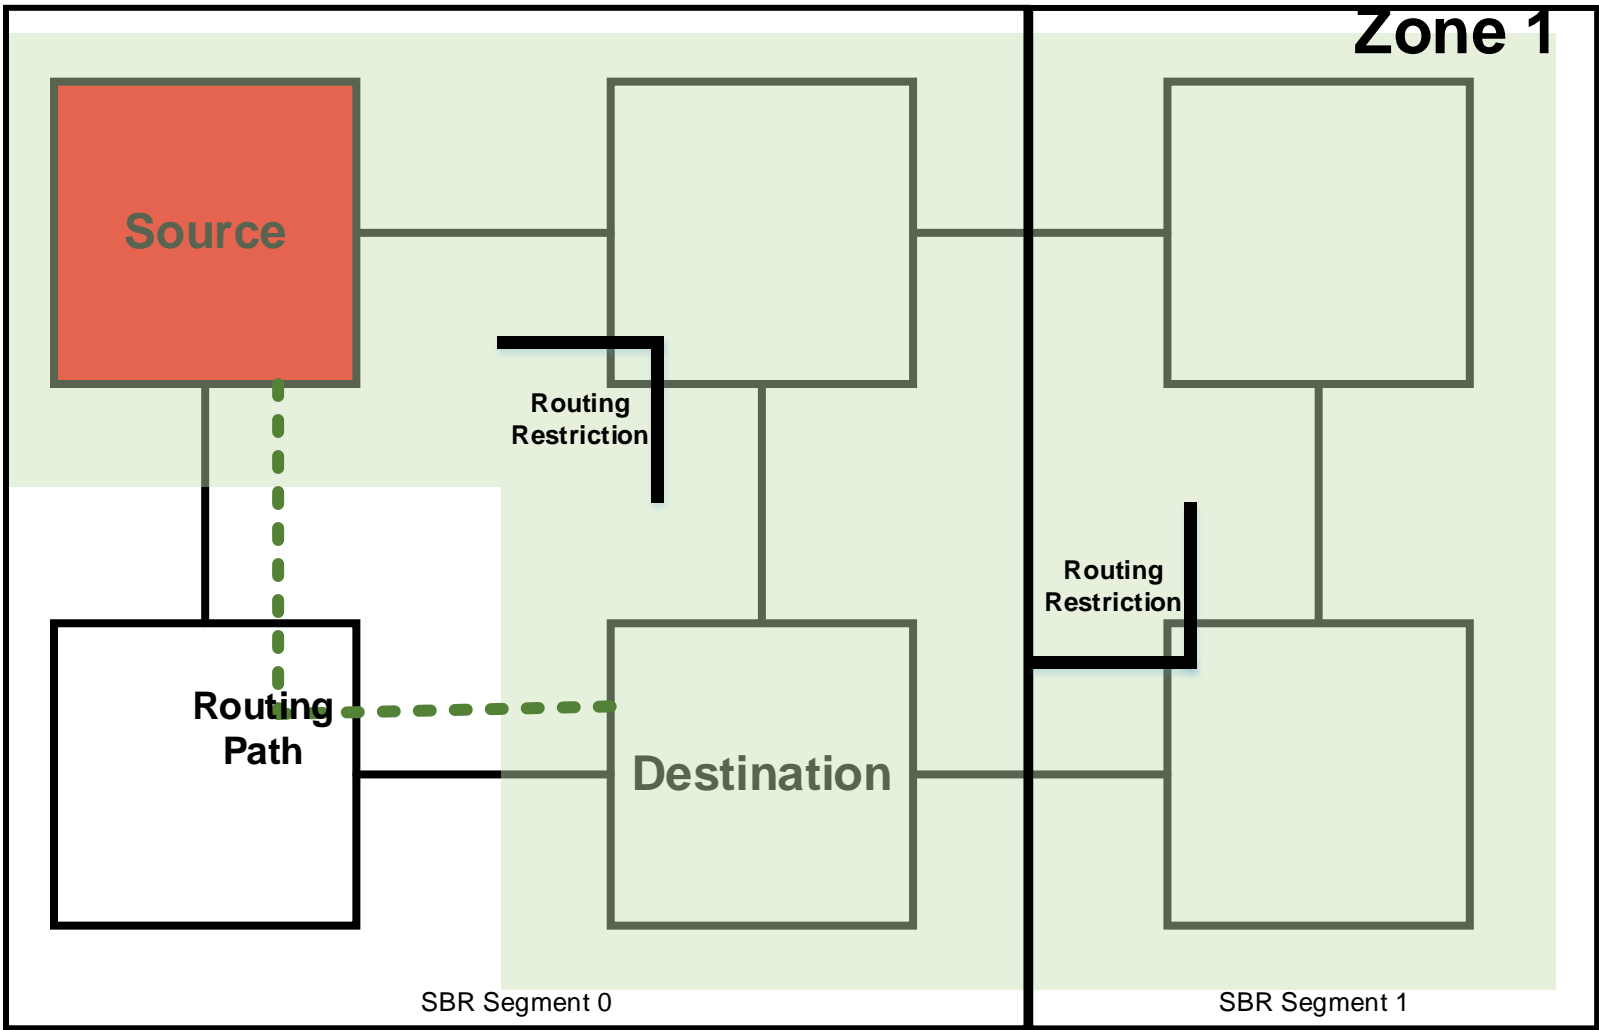 Zone 1
Source
Routing
Restriction
Routing
Restriction
Routing
Path
Destination
SBR Segment 0
SBR Segment 1